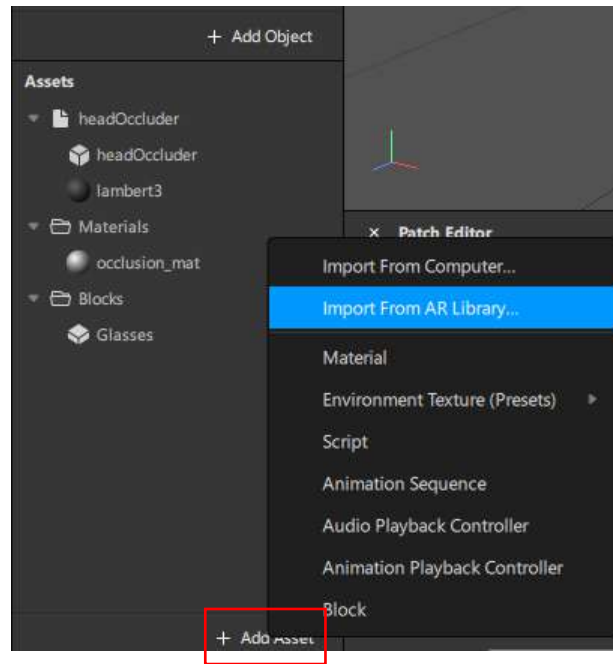 + Add Object
Assets
headOccluder
headOccluder
lambert3
Materials
× Patch Editor
occlusion_mat
Import From Computer...
Blocks
Import From AR Library...
Glasses
Material
Environment Texture (Presets)
Script
Animation Sequence
Audio Playback Controller
Animation Playback Controller
Block
+ Add Asset